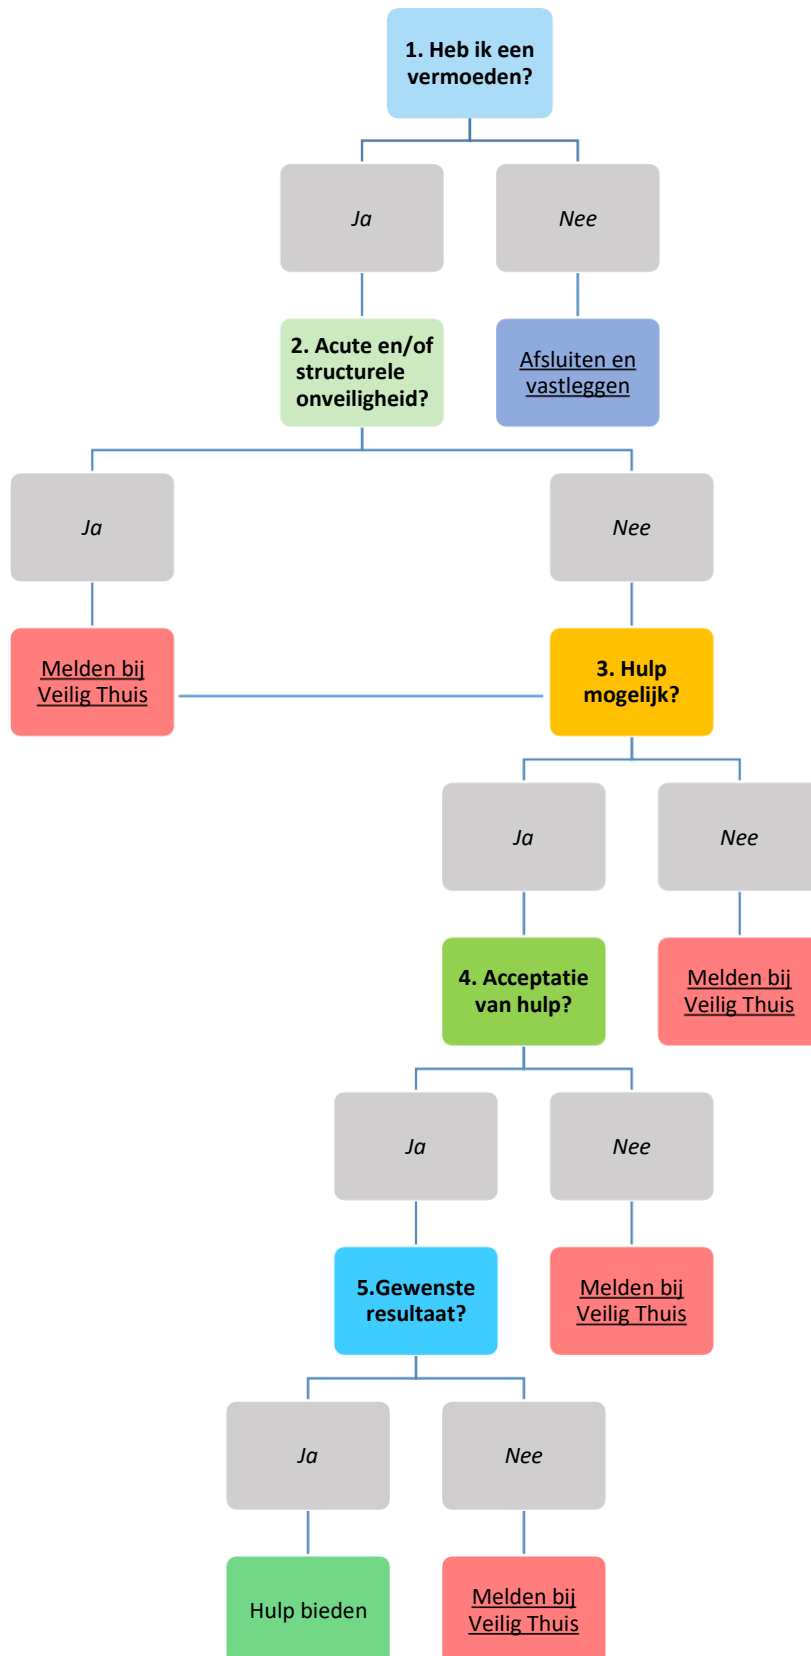 1. Heb ik een
vermoeden?
Ja
Nee
2. Acute en/of
structurele
onveiligheid?
Afsluiten en
vastleggen
Ja
Nee
Melden bij
Veilig Thuis
3. Hulp
mogelijk?
Ja
Nee
4. Acceptatie
van hulp?
Melden bij
Veilig Thuis
Ja
Nee
5.Gewenste
resultaat?
Melden bij
Veilig Thuis
Ja
Nee
Hulp bieden
Melden bij
Veilig Thuis